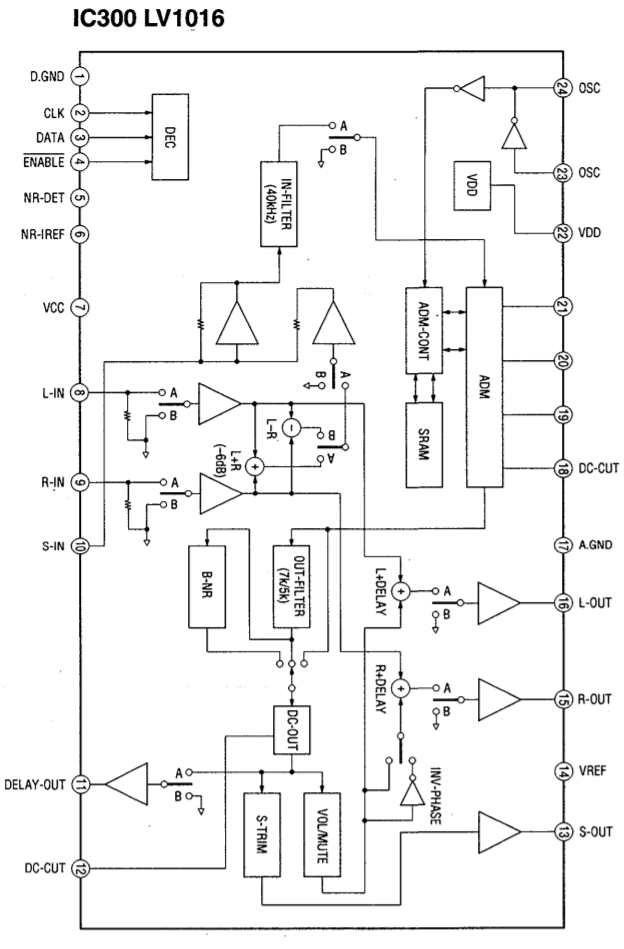 IC300 LV1016
D.GND 1
CLK 2
DATA 3
ENABLE 4
NR-DET 5
NR-IREF 6
VCC 7
L-IN 8
R-IN 9
S-IN 10
DELAY-OUT 11
DC-CUT 12
24 OSC
23 OSC
22 VDD
21
20
19
18 DC-CUT
17 A.GND
16 L-OUT
15 R-OUT
14 VREF
13 S-OUT
DEC
IN-FILTER
(40kHz)
A
B
VDD
ADM-CONT
ADM
SRAM
A
B
A
B
B
A
L-R
L+R
(-6dB)
B
A
A
B
B-NR
OUT-FILTER
(7k/5k)
L+DELAY
A
B
R+DELAY
A
B
DC-OUT
INV-PHASE
A
B
S-TRIM
VOL/MUTE